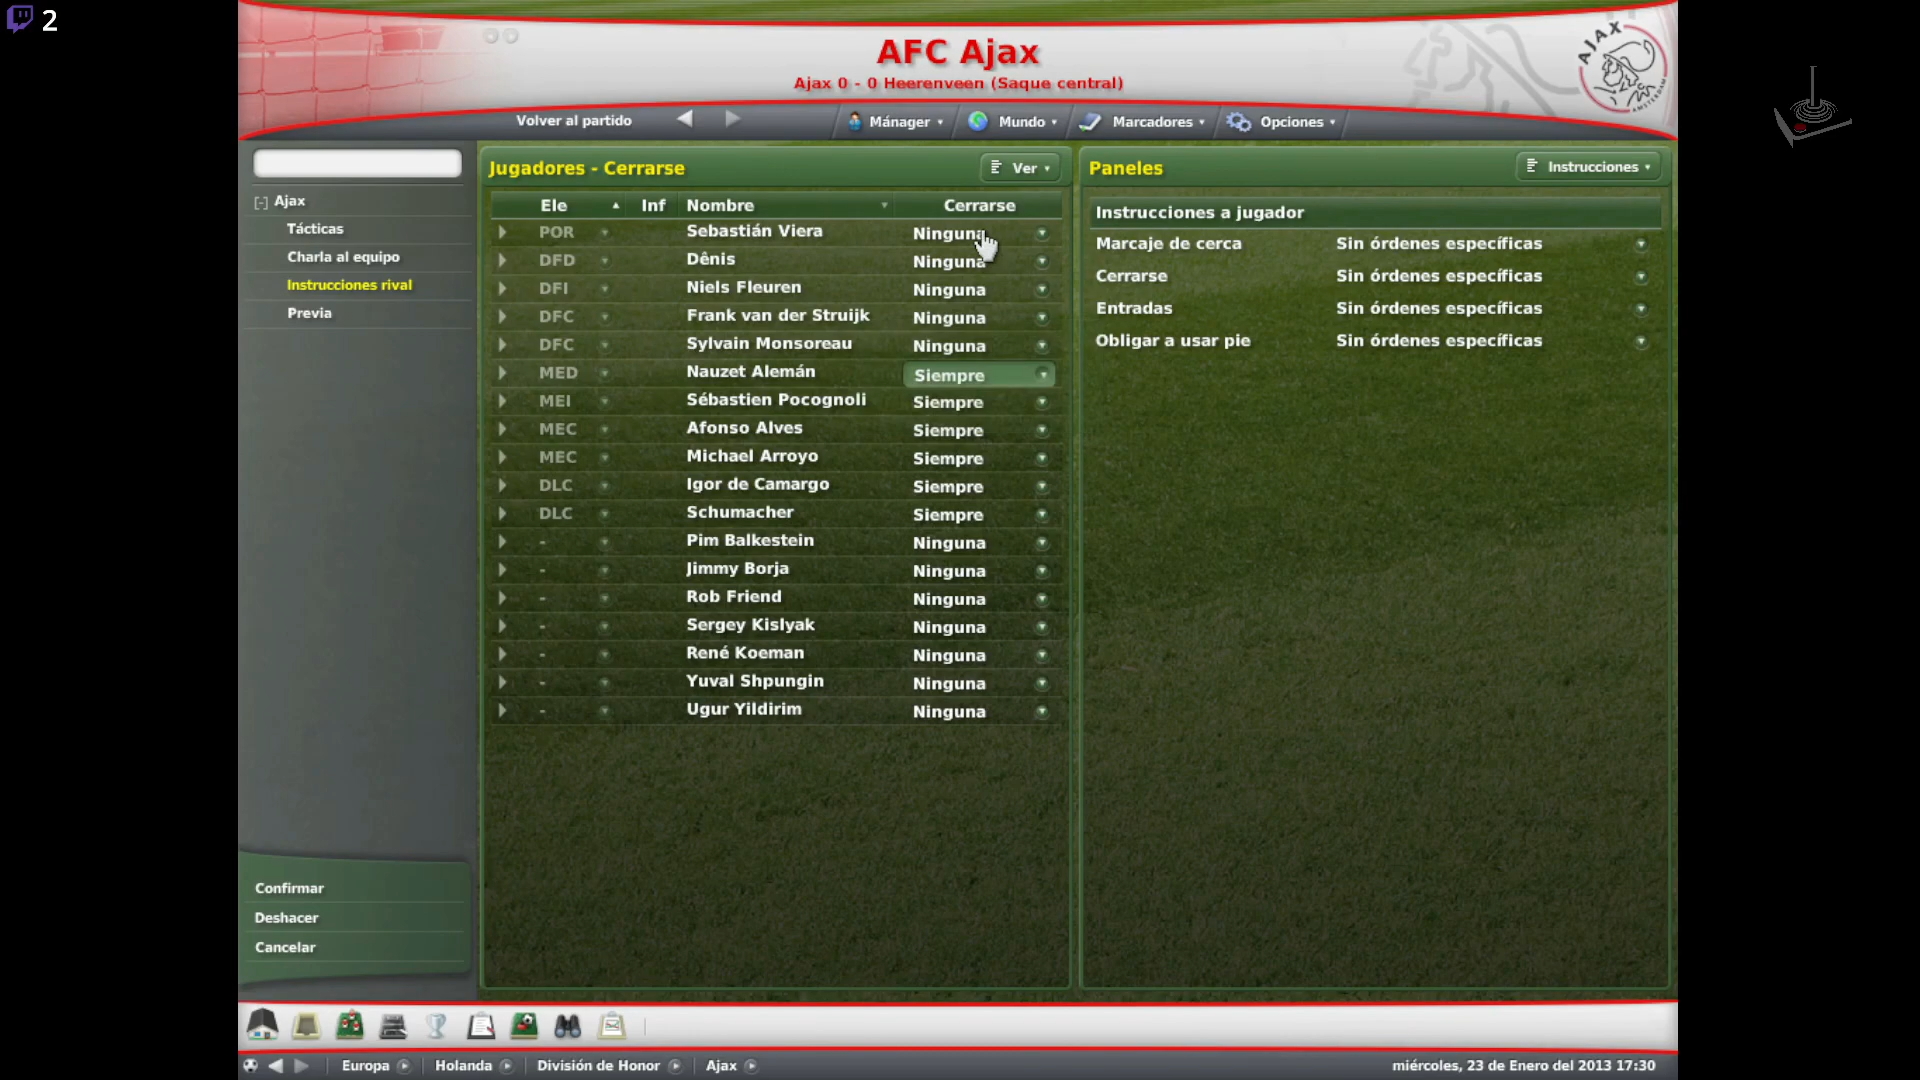 2
AFC Ajax
Ajax 0 - 0 Heerenveen (Saque central)
AJAX
AMSTERDAM
Volver al partido
Mánager
Mundo
Marcadores
Opciones
[-] Ajax
Tácticas
Charla al equipo
Instrucciones rival
Previa
Confirmar
Deshacer
Cancelar
Jugadores - Cerrarse
Ver
Ele Inf Nombre Cerrarse
POR Sebastián Viera Ninguna
DFD Dênis Ninguna
DFI Niels Fleuren Ninguna
DFC Frank van der Struijk Ninguna
DFC Sylvain Monsoreau Ninguna
MED Nauzet Alemán Siempre
MEI Sébastien Pocognoli Siempre
MEC Afonso Alves Siempre
MEC Michael Arroyo Siempre
DLC Igor de Camargo Siempre
DLC Schumacher Siempre
- Pim Balkestein Ninguna
- Jimmy Borja Ninguna
- Rob Friend Ninguna
- Sergey Kislyak Ninguna
- René Koeman Ninguna
- Yuval Shpungin Ninguna
- Ugur Yildirim Ninguna
Paneles
Instrucciones
Instrucciones a jugador
Marcaje de cerca Sin órdenes específicas
Cerrarse Sin órdenes específicas
Entradas Sin órdenes específicas
Obligar a usar pie Sin órdenes específicas
Europa
Holanda
División de Honor
Ajax
miércoles, 23 de Enero del 2013 17:30